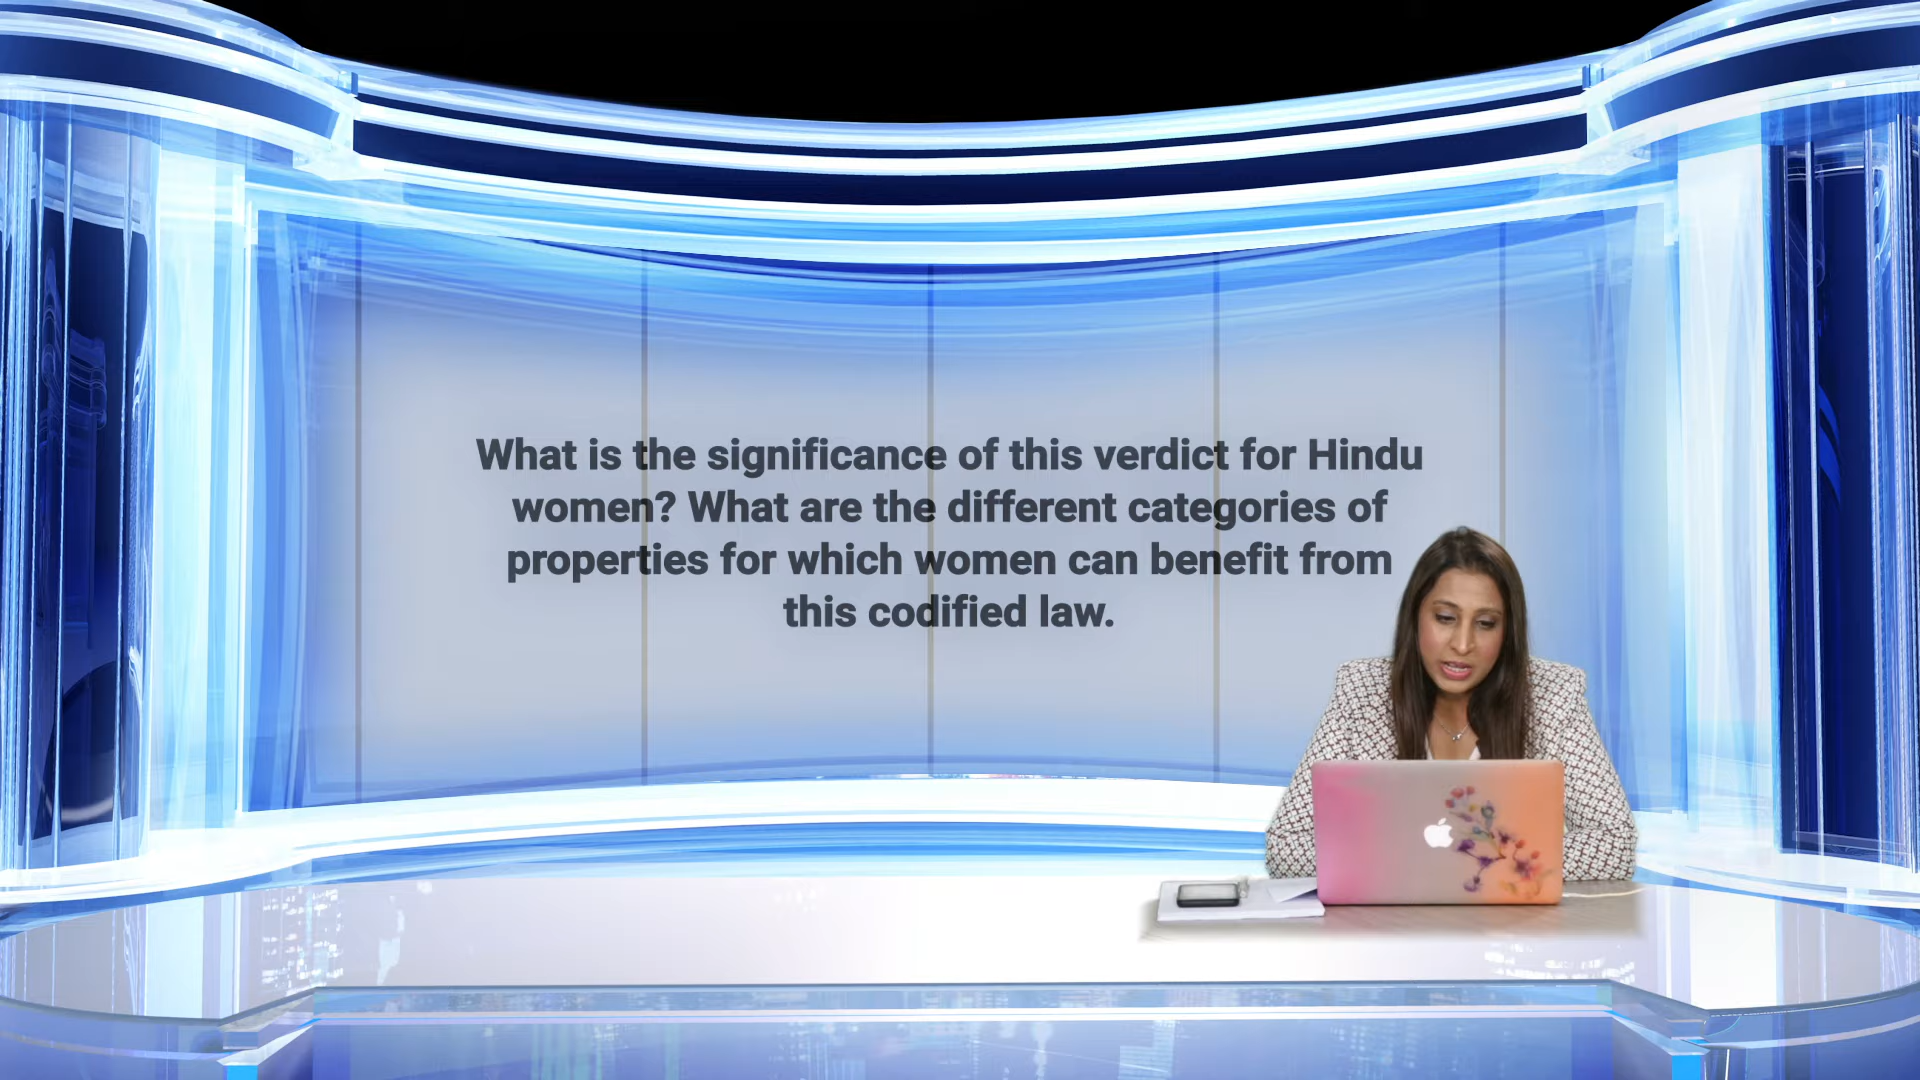 What is the significance of this verdict for Hindu
women? What are the different categories of
properties for which women can benefit from
this codified law.